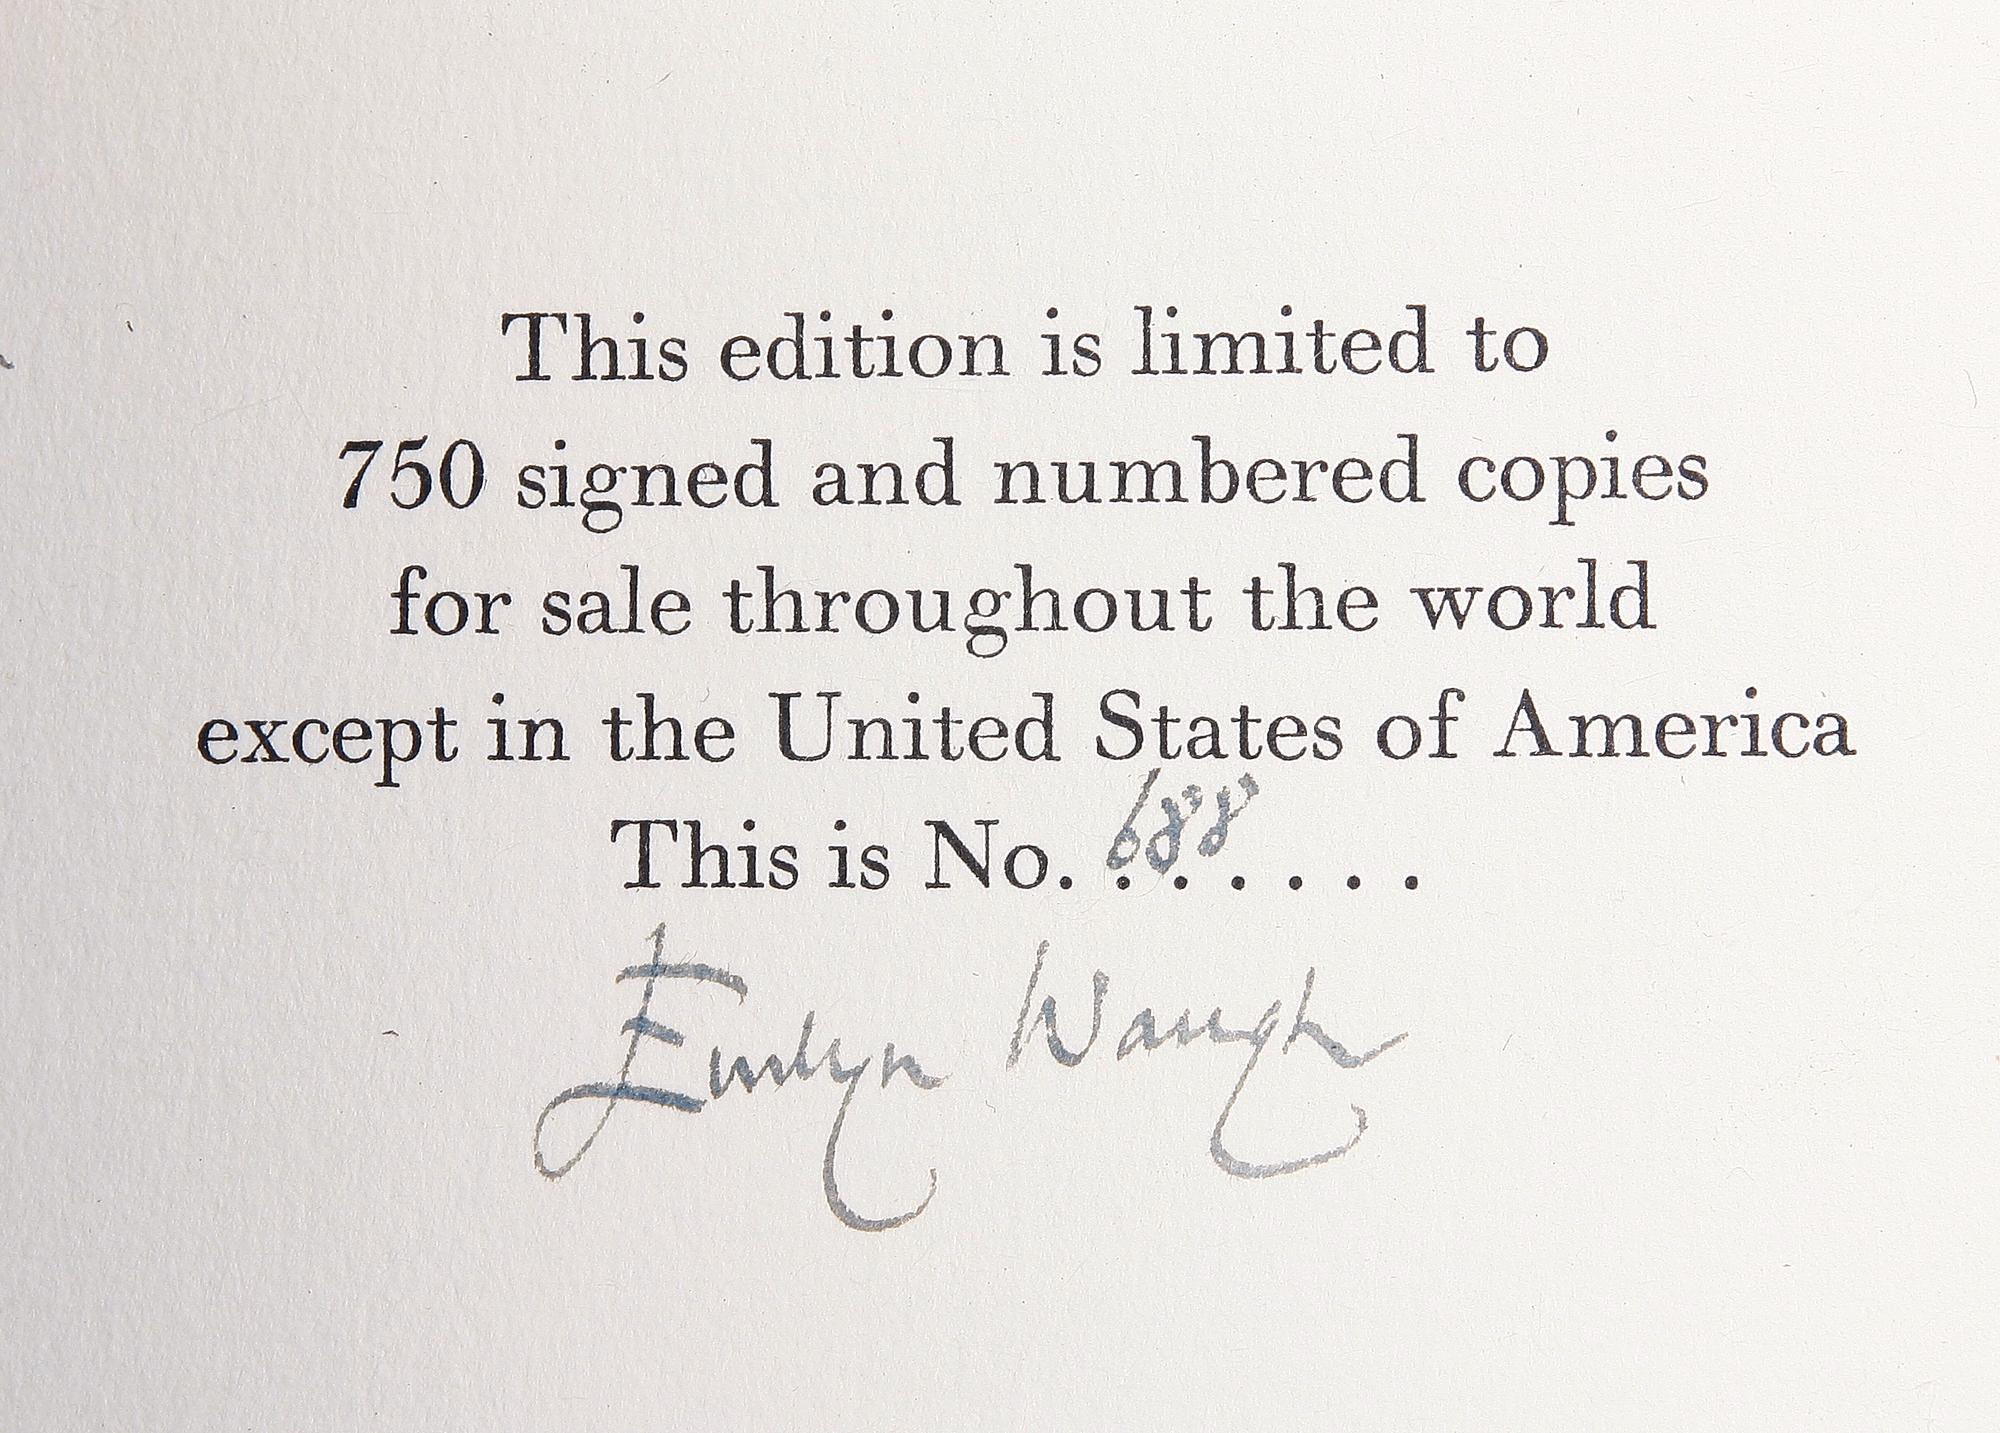 This edition is limited to
750 signed and numbered copies
for sale throughout the world
except in the United States of America
This is No. 688 . . . . . .
Evelyn Waugh